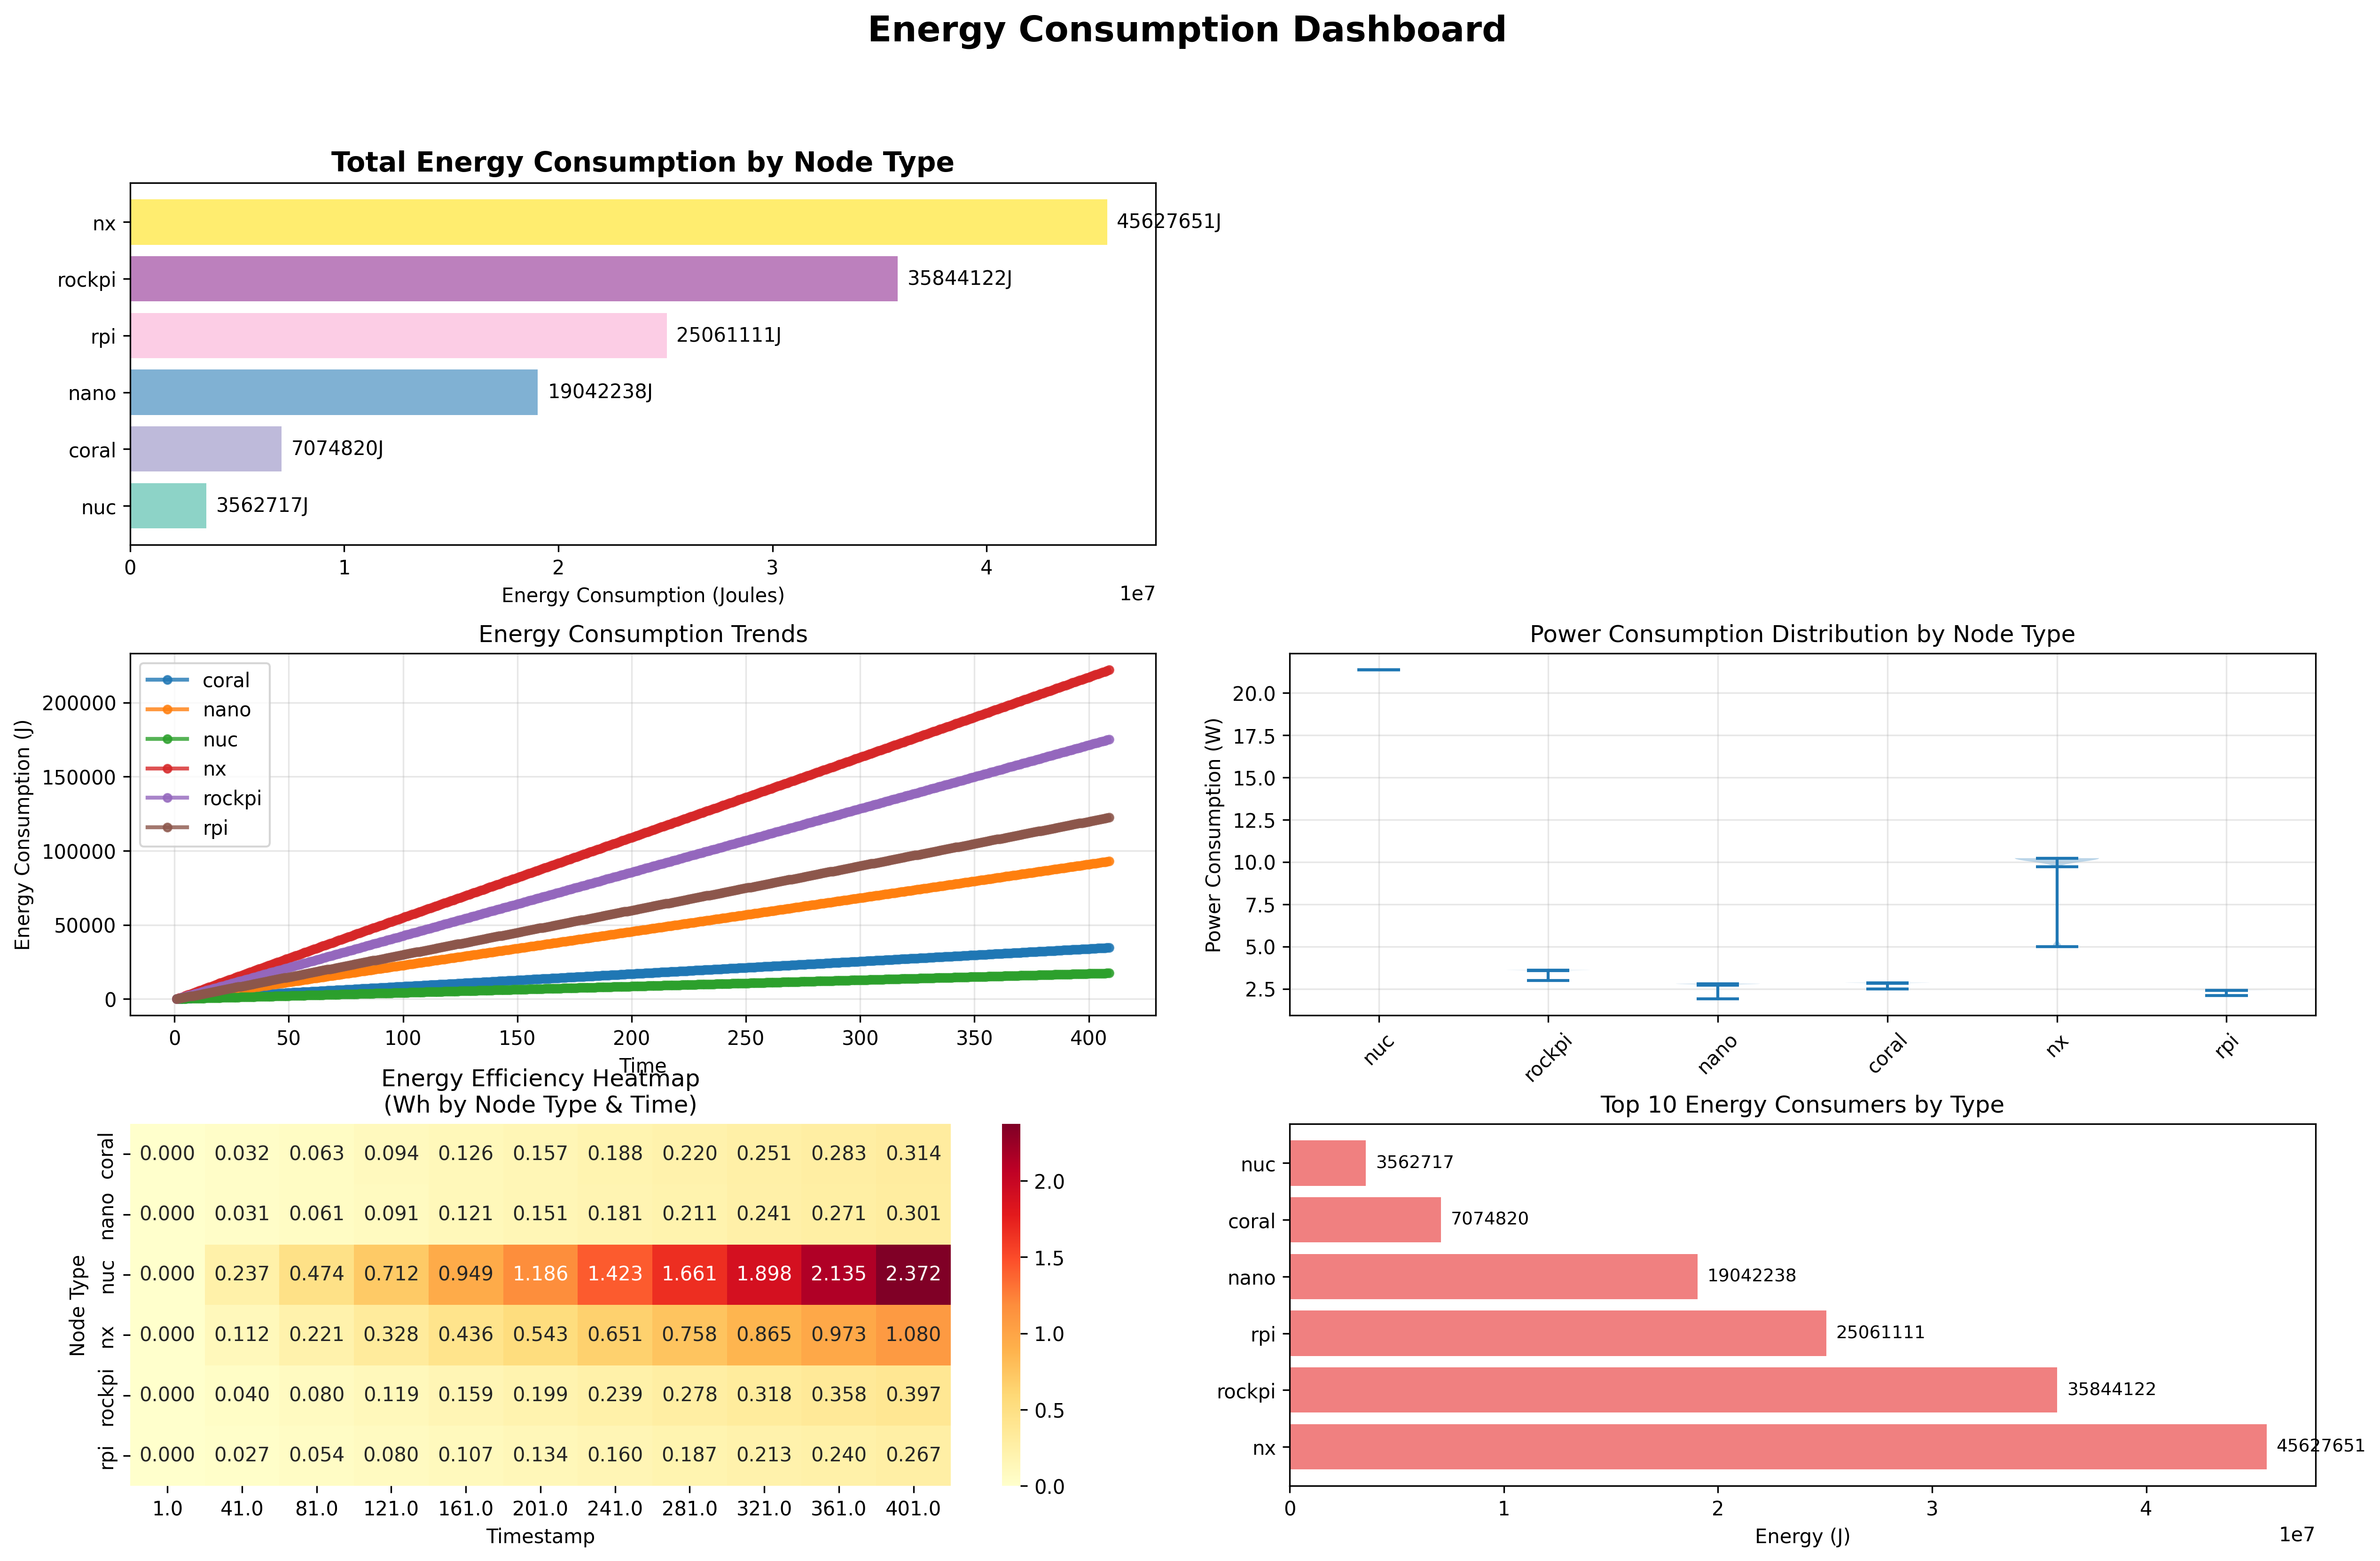 Energy Consumption Dashboard
Total Energy Consumption by Node Type
nx
45627651J
rockpi
35844122J
rpi
25061111J
nano
19042238J
coral
7074820J
nuc
3562717J
0 1 2 3 4
1e7
Energy Consumption (Joules)
Energy Consumption Trends
Energy Consumption (J)
200000
150000
100000
50000
0
coral
nano
nuc
nx
rockpi
rpi
0 50 100 150 200 250 300 350 400
Time
Power Consumption Distribution by Node Type
Power Consumption (W)
20.0
17.5
15.0
12.5
10.0
7.5
5.0
2.5
nuc rockpi nano coral nx rpi
Energy Efficiency Heatmap
(Wh by Node Type & Time)
Node Type
coral 0.000 0.032 0.063 0.094 0.126 0.157 0.188 0.220 0.251 0.283 0.314
nano 0.000 0.031 0.061 0.091 0.121 0.151 0.181 0.211 0.241 0.271 0.301
nuc 0.000 0.237 0.474 0.712 0.949 1.186 1.423 1.661 1.898 2.135 2.372
nx 0.000 0.112 0.221 0.328 0.436 0.543 0.651 0.758 0.865 0.973 1.080
rockpi 0.000 0.040 0.080 0.119 0.159 0.199 0.239 0.278 0.318 0.358 0.397
rpi 0.000 0.027 0.054 0.080 0.107 0.134 0.160 0.187 0.213 0.240 0.267
1.0 41.0 81.0 121.0 161.0 201.0 241.0 281.0 321.0 361.0 401.0
Timestamp
2.0
1.5
1.0
0.5
0.0
Top 10 Energy Consumers by Type
nuc
3562717
coral
7074820
nano
19042238
rpi
25061111
rockpi
35844122
nx
45627651
0 1 2 3 4
1e7
Energy (J)